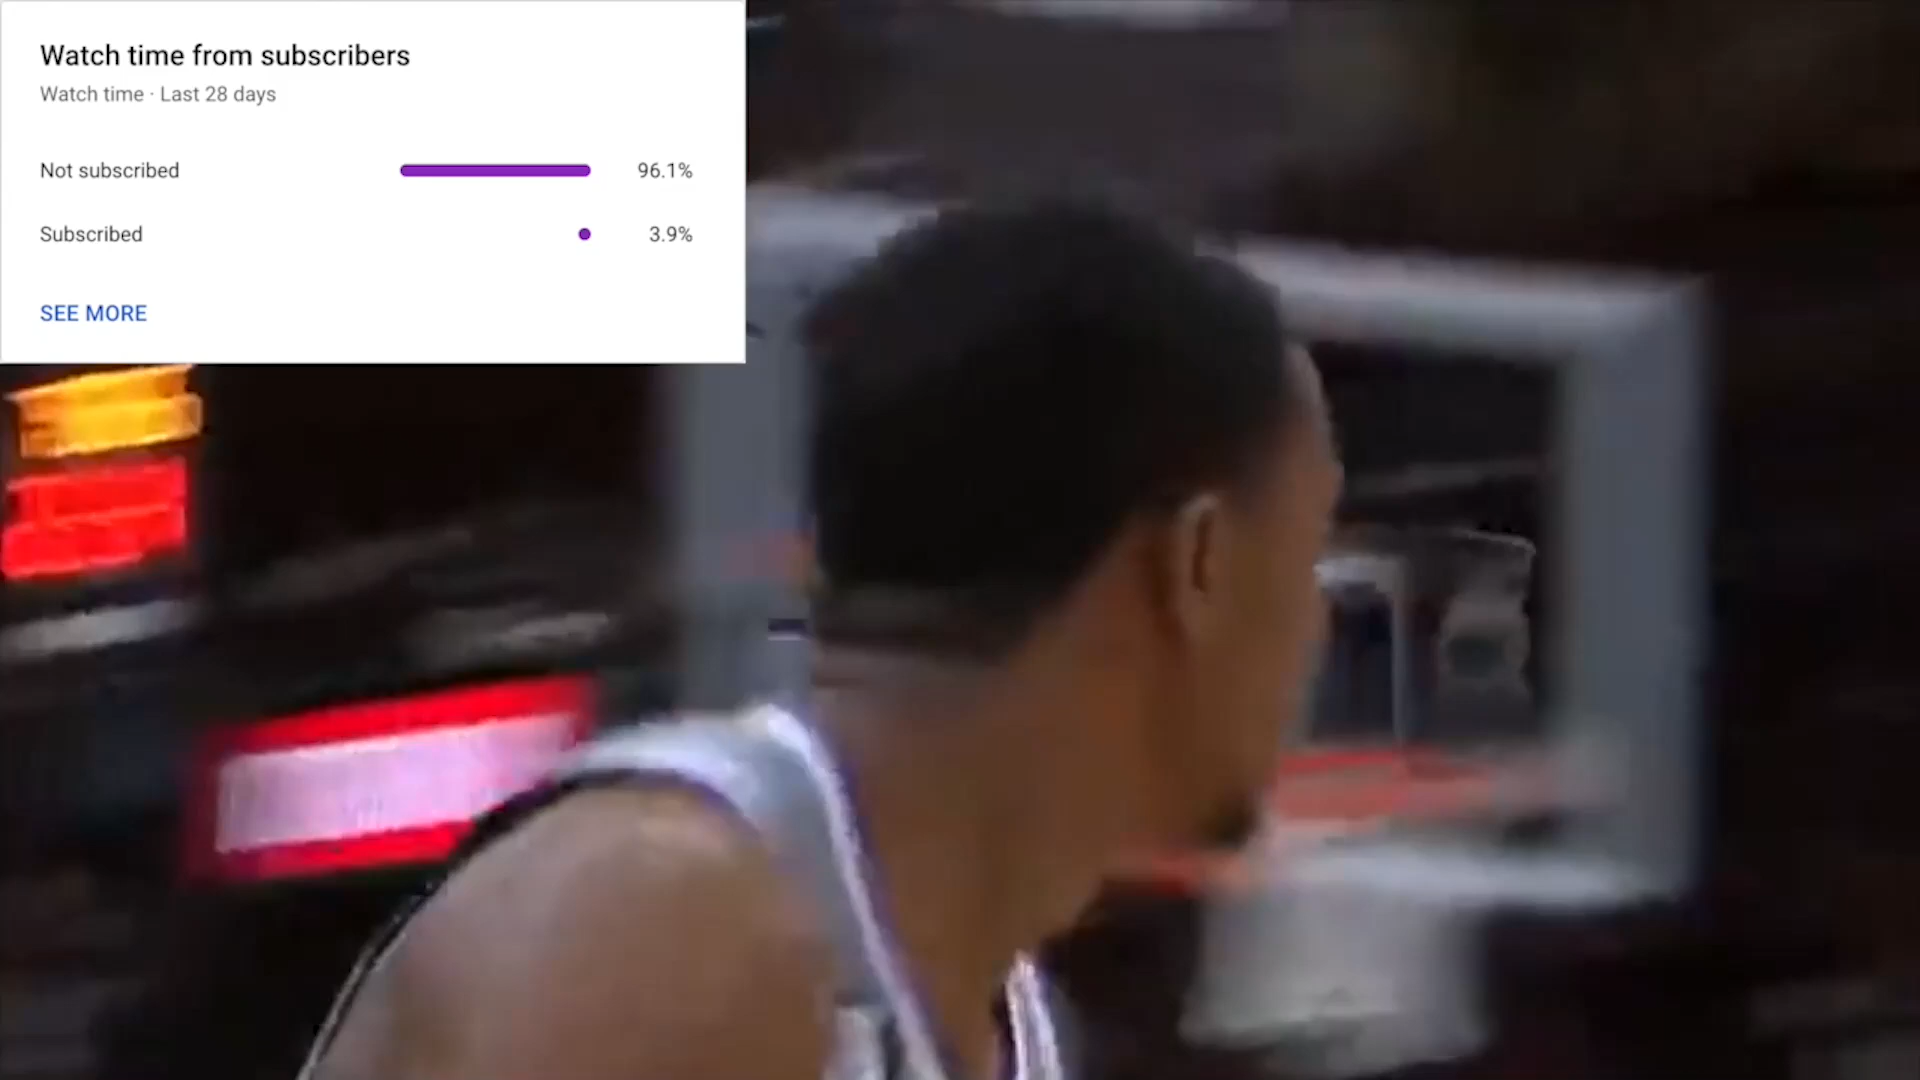 Watch time from subscribers
Watch time · Last 28 days
Not subscribed 96.1%
Subscribed 3.9%
SEE MORE